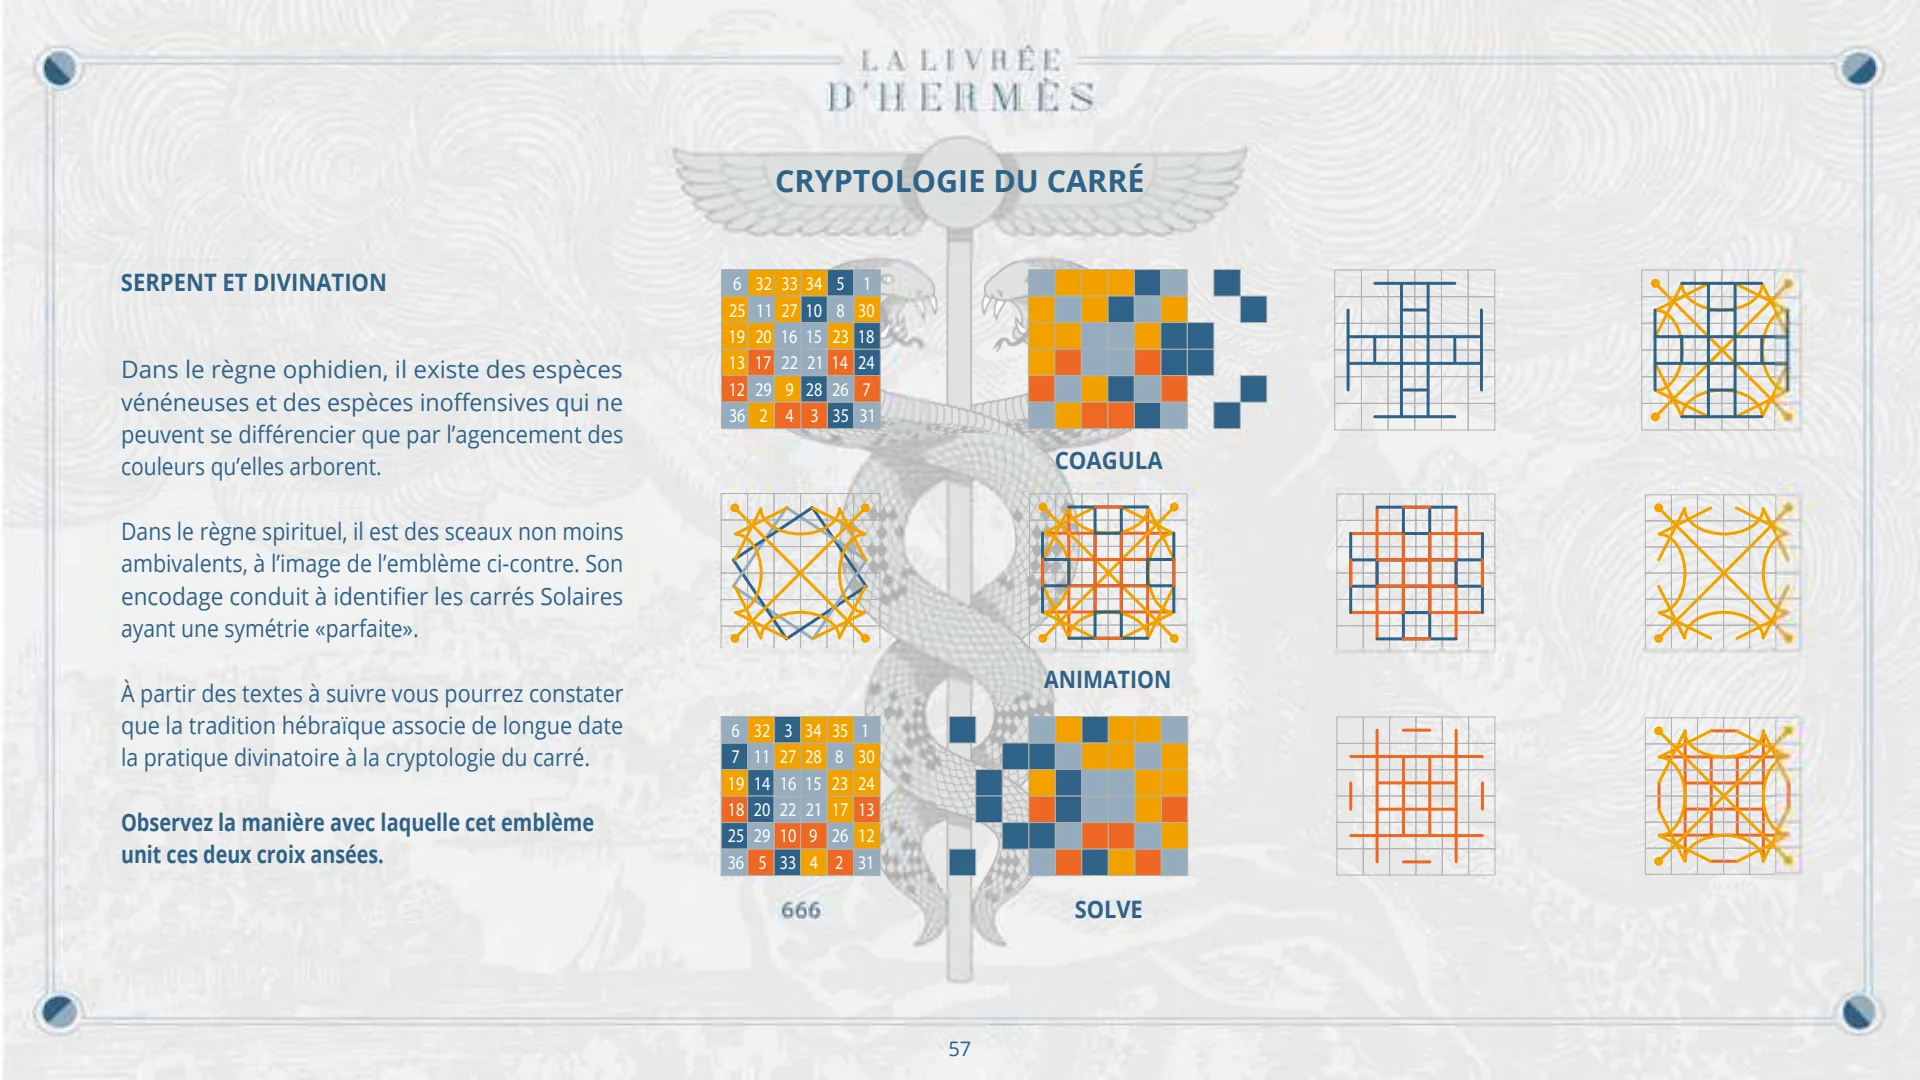 LA LIVRÉE
D'HERMÈS
CRYPTOLOGIE DU CARRÉ
SERPENT ET DIVINATION
Dans le règne ophidien, il existe des espèces
vénéneuses et des espèces inoffensives qui ne
peuvent se différencier que par l’agencement des
couleurs qu’elles arborent.
Dans le règne spirituel, il est des sceaux non moins
ambivalents, à l’image de l’emblème ci-contre. Son
encodage conduit à identifier les carrés Solaires
ayant une symétrie «parfaite».
À partir des textes à suivre vous pourrez constater
que la tradition hébraïque associe de longue date
la pratique divinatoire à la cryptologie du carré.
Observez la manière avec laquelle cet emblème
unit ces deux croix ansées.
6 32 33 34 5 1
25 11 27 10 8 30
19 20 16 15 23 18
13 17 22 21 14 24
12 29 9 28 26 7
36 2 4 3 35 31
COAGULA
ANIMATION
6 32 3 34 35 1
7 11 27 28 8 30
19 14 16 15 23 24
18 20 22 21 17 13
25 29 10 9 26 12
36 5 33 4 2 31
666
SOLVE
57